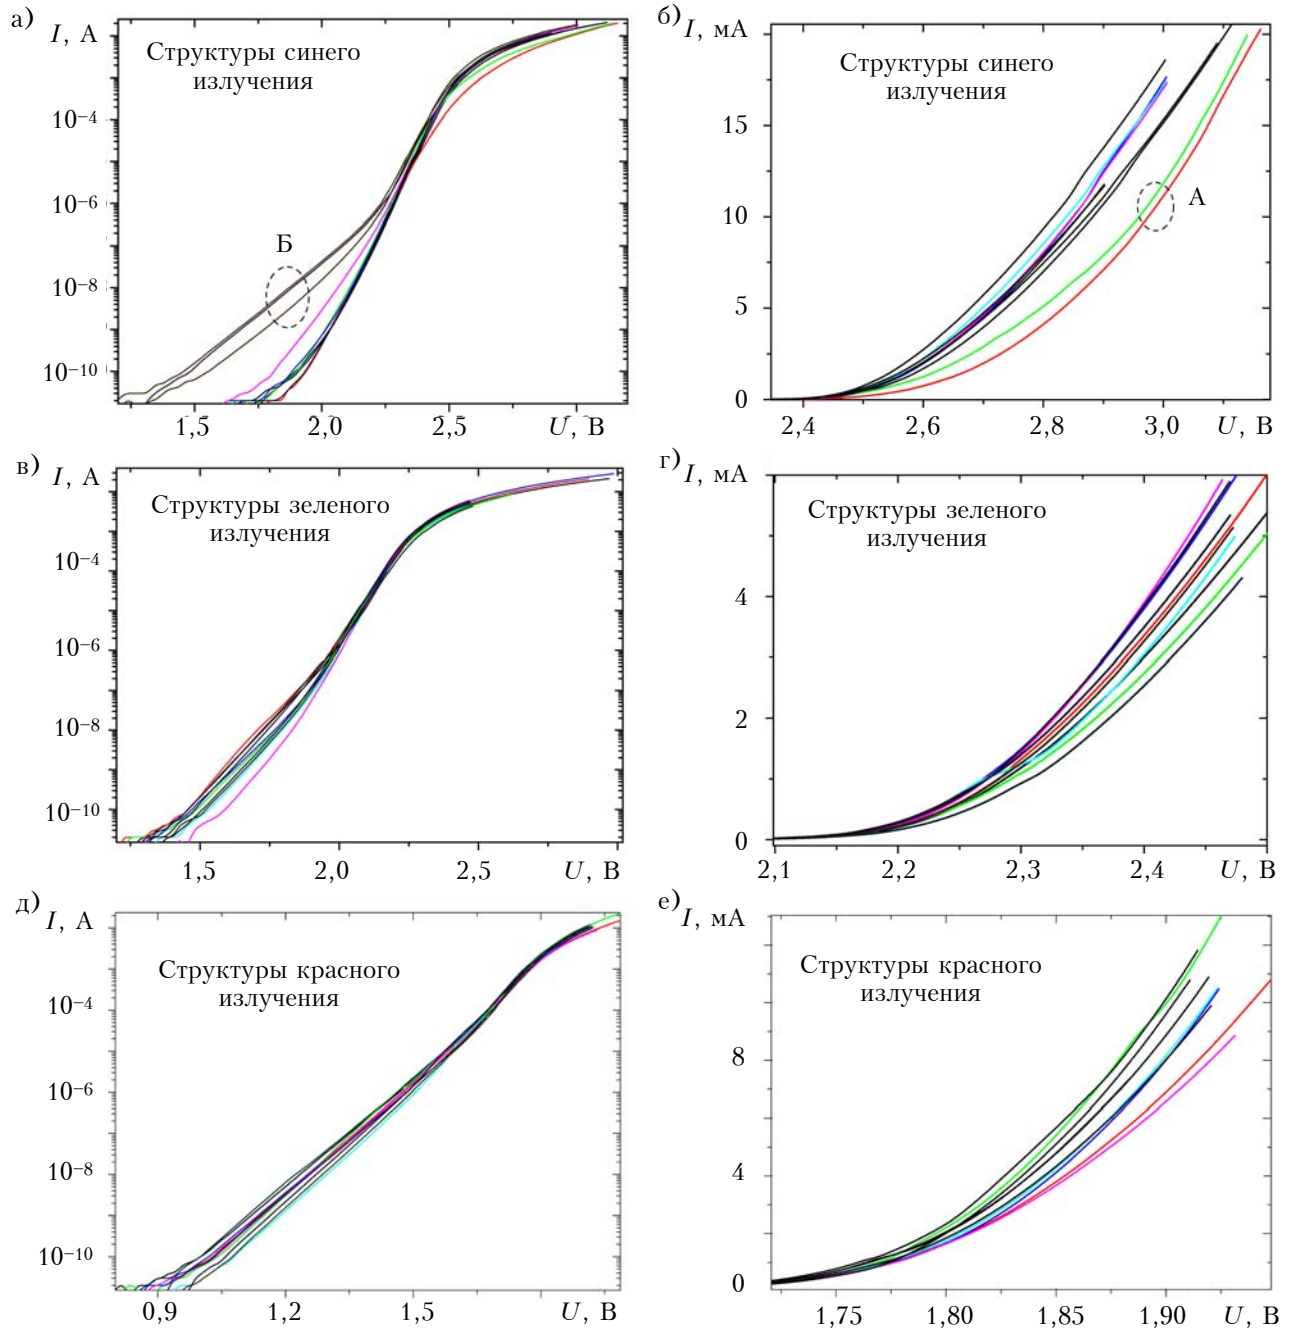 а)
I, А
Структуры синего
излучения
10⁻⁴
10⁻⁶
10⁻⁸
10⁻¹⁰
Б
1,5
2,0
2,5
U, В
б)
I, мА
Структуры синего
излучения
15
10
5
0
А
2,4
2,6
2,8
3,0
U, В
в)
I, А
Структуры зеленого
излучения
10⁻⁴
10⁻⁶
10⁻⁸
10⁻¹⁰
1,5
2,0
2,5
U, В
г)
I, мА
Структуры зеленого
излучения
4
2
0
2,1
2,2
2,3
2,4
U, В
д)
I, А
Структуры красного
излучения
10⁻⁴
10⁻⁶
10⁻⁸
10⁻¹⁰
0,9
1,2
1,5
U, В
е)
I, мА
Структуры красного
излучения
8
4
0
1,75
1,80
1,85
1,90
U, В